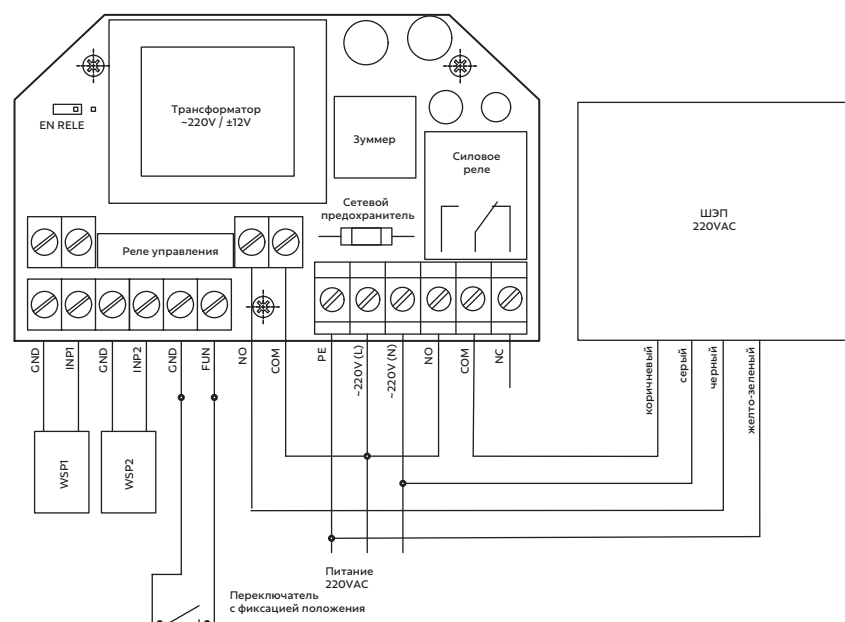 Трансформатор
~220V / ±12V
EN RELE
Зуммер
Силовое
реле
Сетевой
предохранитель
ШЭП
220VAC
Реле управления
GND
INP1
GND
INP2
GND
FUN
NO
COM
PE
~220V (L)
~220V (N)
NO
COM
NC
коричневый
серый
черный
желто-зеленый
WSP1
WSP2
Питание
220VAC
Переключатель
с фиксацией положения